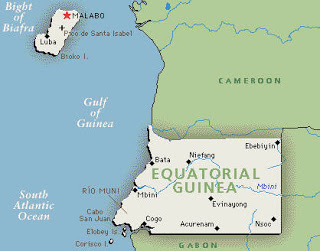 Bight of
Biafra
MALABO
Pico de Santa Isabel
Luba
Bioko I.
CAMEROON
Gulf
of
Guinea
Ebebiyin
Bata
Niefang
EQUATORIAL
GUINEA
Mbini
RÍO MUNI
Mbini
Evinayong
South
Atlantic
Ocean
Cabo
San Juan
Cogo
Acurenam
Nsoc
Elobey Is
Corisco I.
GABON